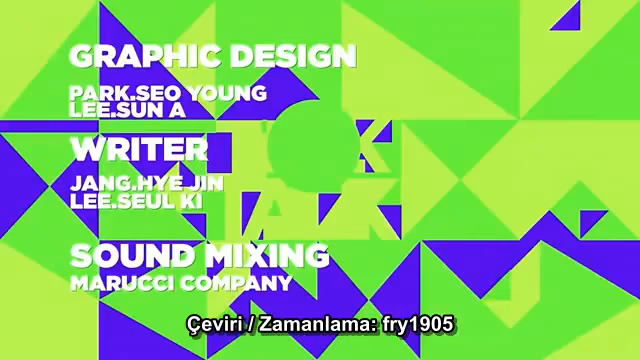 GRAPHIC DESIGN
PARK.SEO YOUNG
LEE.SUN A
WRITER
JANG.HYE JIN
LEE.SEUL KI
SOUND MIXING
MARUCCI COMPANY
Çeviri / Zamanlama: fry1905